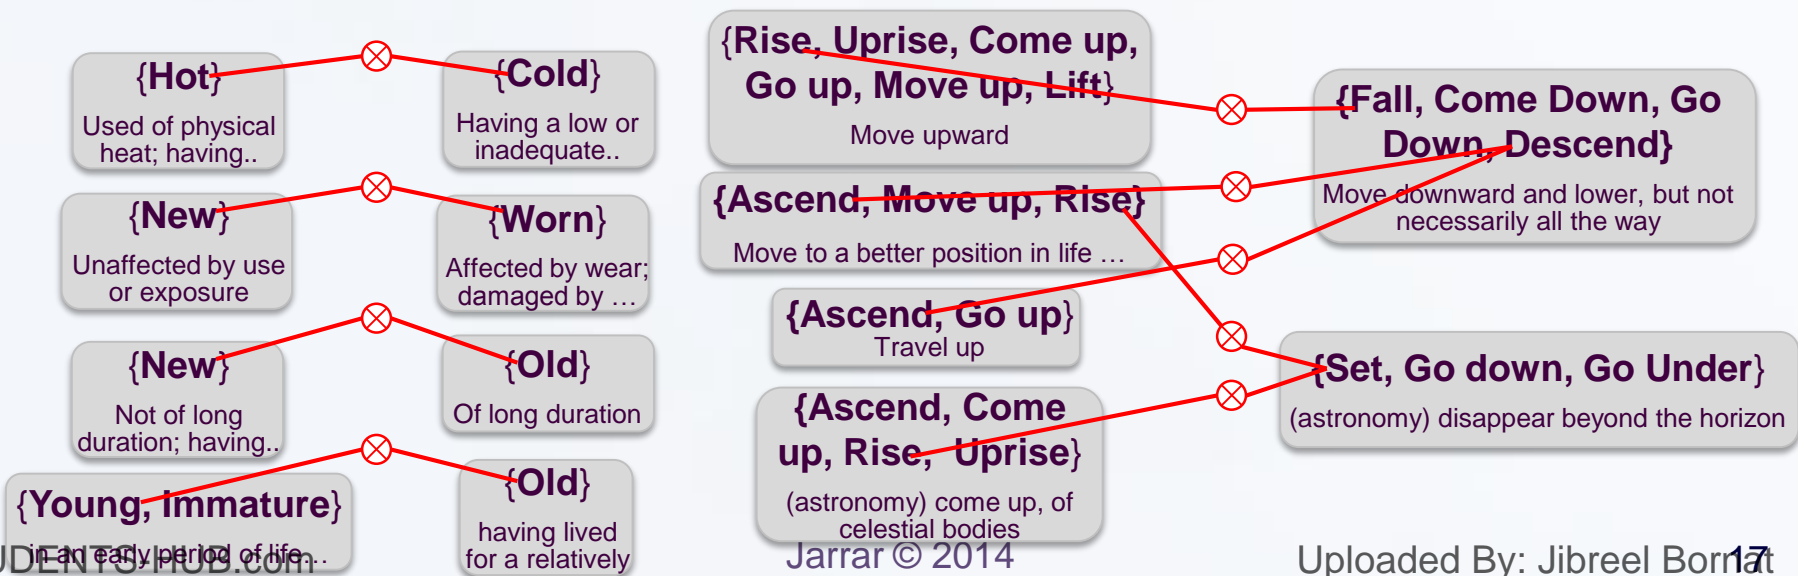 {Hot}
Used of physical
heat; having..
{Cold}
Having a low or
inadequate..
{New}
Unaffected by use
or exposure
{Worn}
Affected by wear;
damaged by …
{New}
Not of long
duration; having..
{Old}
Of long duration
{Young, immature}
in an early period of life…
{Old}
having lived
for a relatively
{Rise, Uprise, Come up,
Go up, Move up, Lift}
Move upward
{Ascend, Move up, Rise}
Move to a better position in life …
{Ascend, Go up}
Travel up
{Ascend, Come
up, Rise, Uprise}
(astronomy) come up, of
celestial bodies
{Fall, Come Down, Go
Down, Descend}
Move downward and lower, but not
necessarily all the way
{Set, Go down, Go Under}
(astronomy) disappear beyond the horizon
UDENTS-HUB.com
Jarrar © 2014
Uploaded By: Jibreel Bornat
17